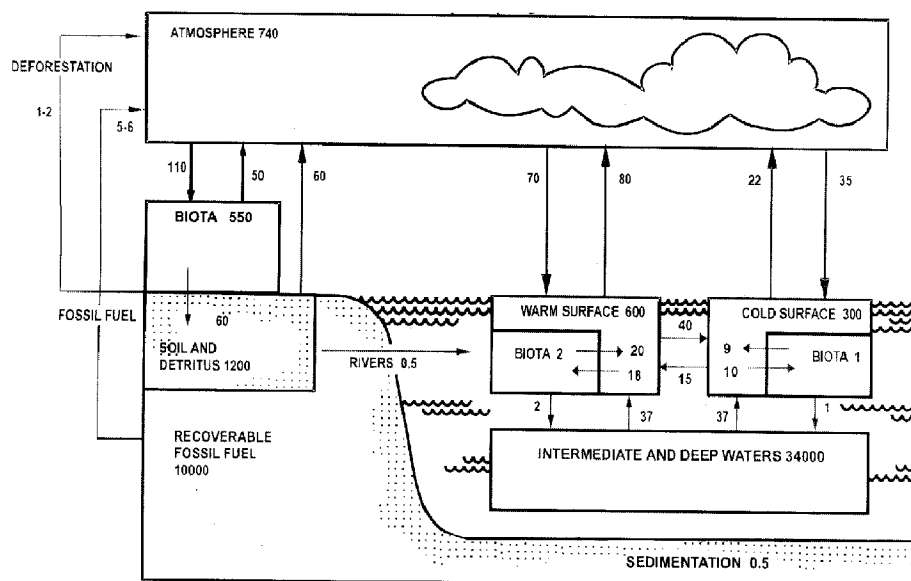 ATMOSPHERE 740
DEFORESTATION
1-2
5-6
110
50
60
70
80
22
35
BIOTA 550
FOSSIL FUEL
60
SOIL AND
DETRITUS 1200
RIVERS 0.5
WARM SURFACE 600
BIOTA 2
20
18
40
15
COLD SURFACE 300
9
10
BIOTA 1
2
37
37
1
RECOVERABLE
FOSSIL FUEL
10000
INTERMEDIATE AND DEEP WATERS 34000
SEDIMENTATION 0.5